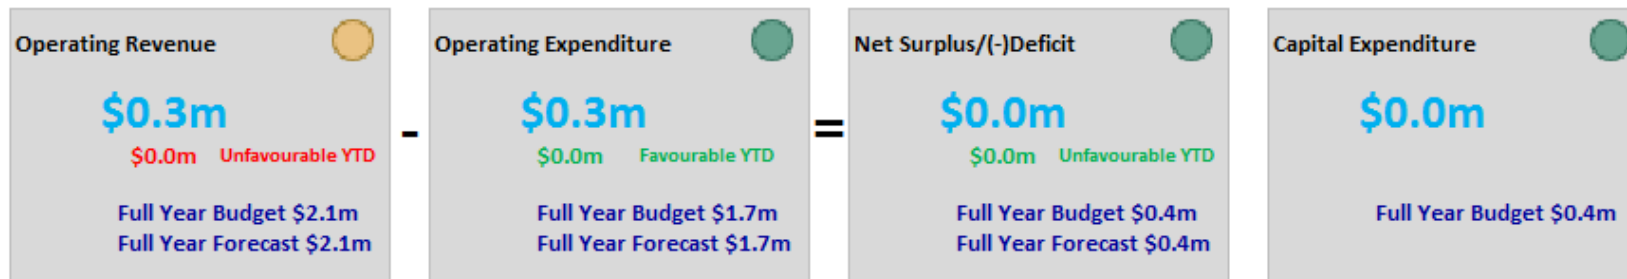 Operating Revenue
$0.3m
$0.0m Unfavourable YTD
Full Year Budget $2.1m
Full Year Forecast $2.1m
-
Operating Expenditure
$0.3m
$0.0m Favourable YTD
Full Year Budget $1.7m
Full Year Forecast $1.7m
=
Net Surplus/(-)Deficit
$0.0m
$0.0m Unfavourable YTD
Full Year Budget $0.4m
Full Year Forecast $0.4m
Capital Expenditure
$0.0m
Full Year Budget $0.4m